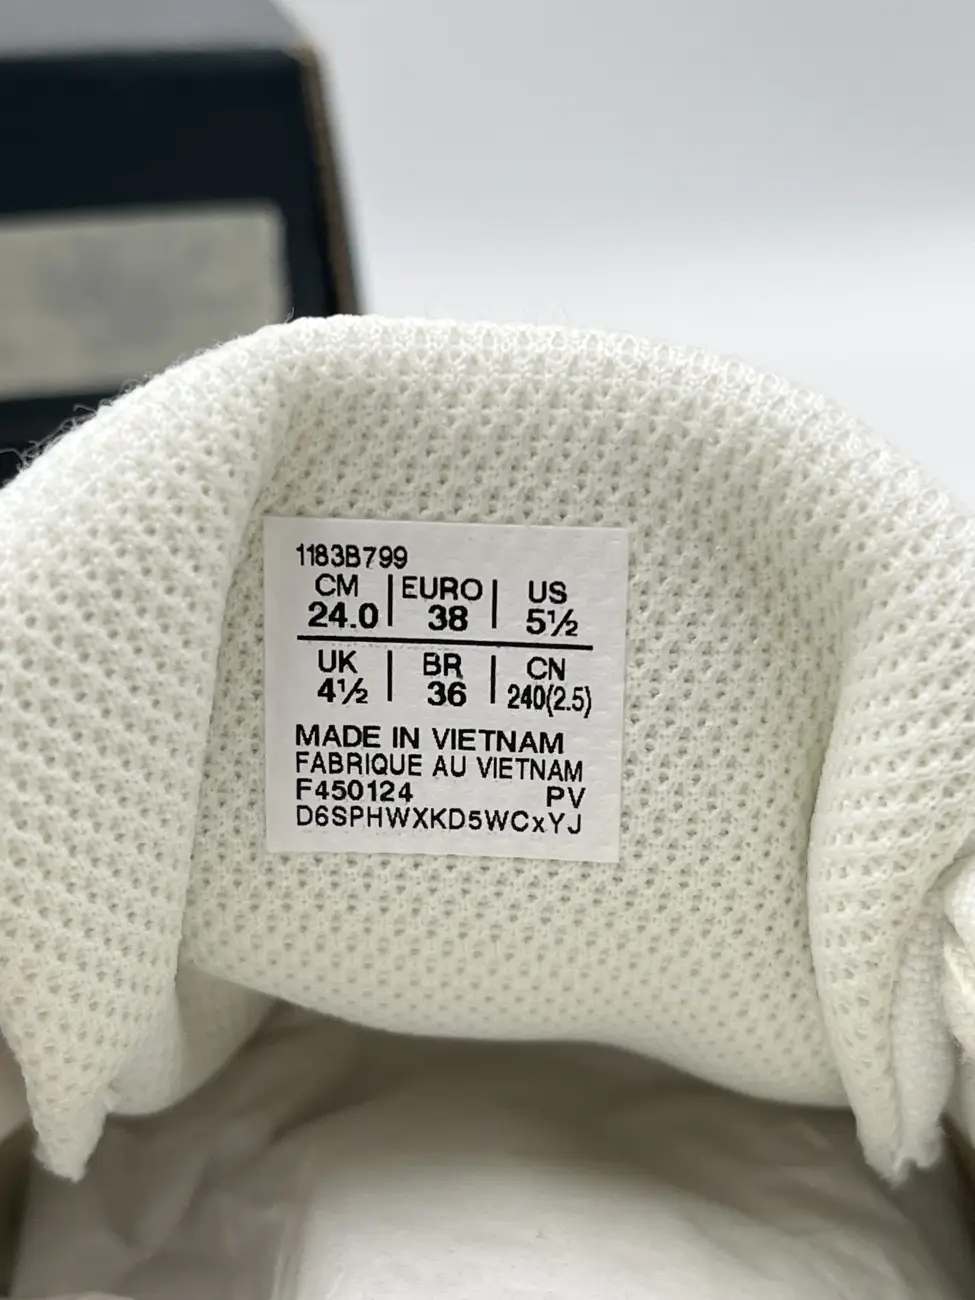 1183B799
CM | EURO | US
24.0 | 38 | 5½
UK | BR | CN
4½ | 36 | 240(2.5)
MADE IN VIETNAM
FABRIQUE AU VIETNAM
F450124 PV
D6SPHWXKD5WCxYJ